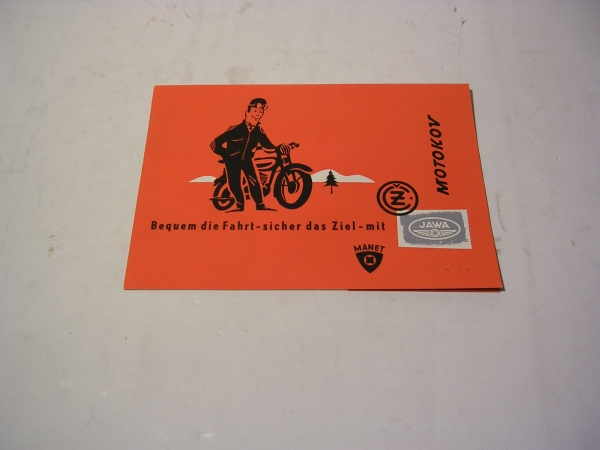 MOTOKOV
ČZ
Bequem die Fahrt-sicher das Ziel-mit
JAWA
MANET